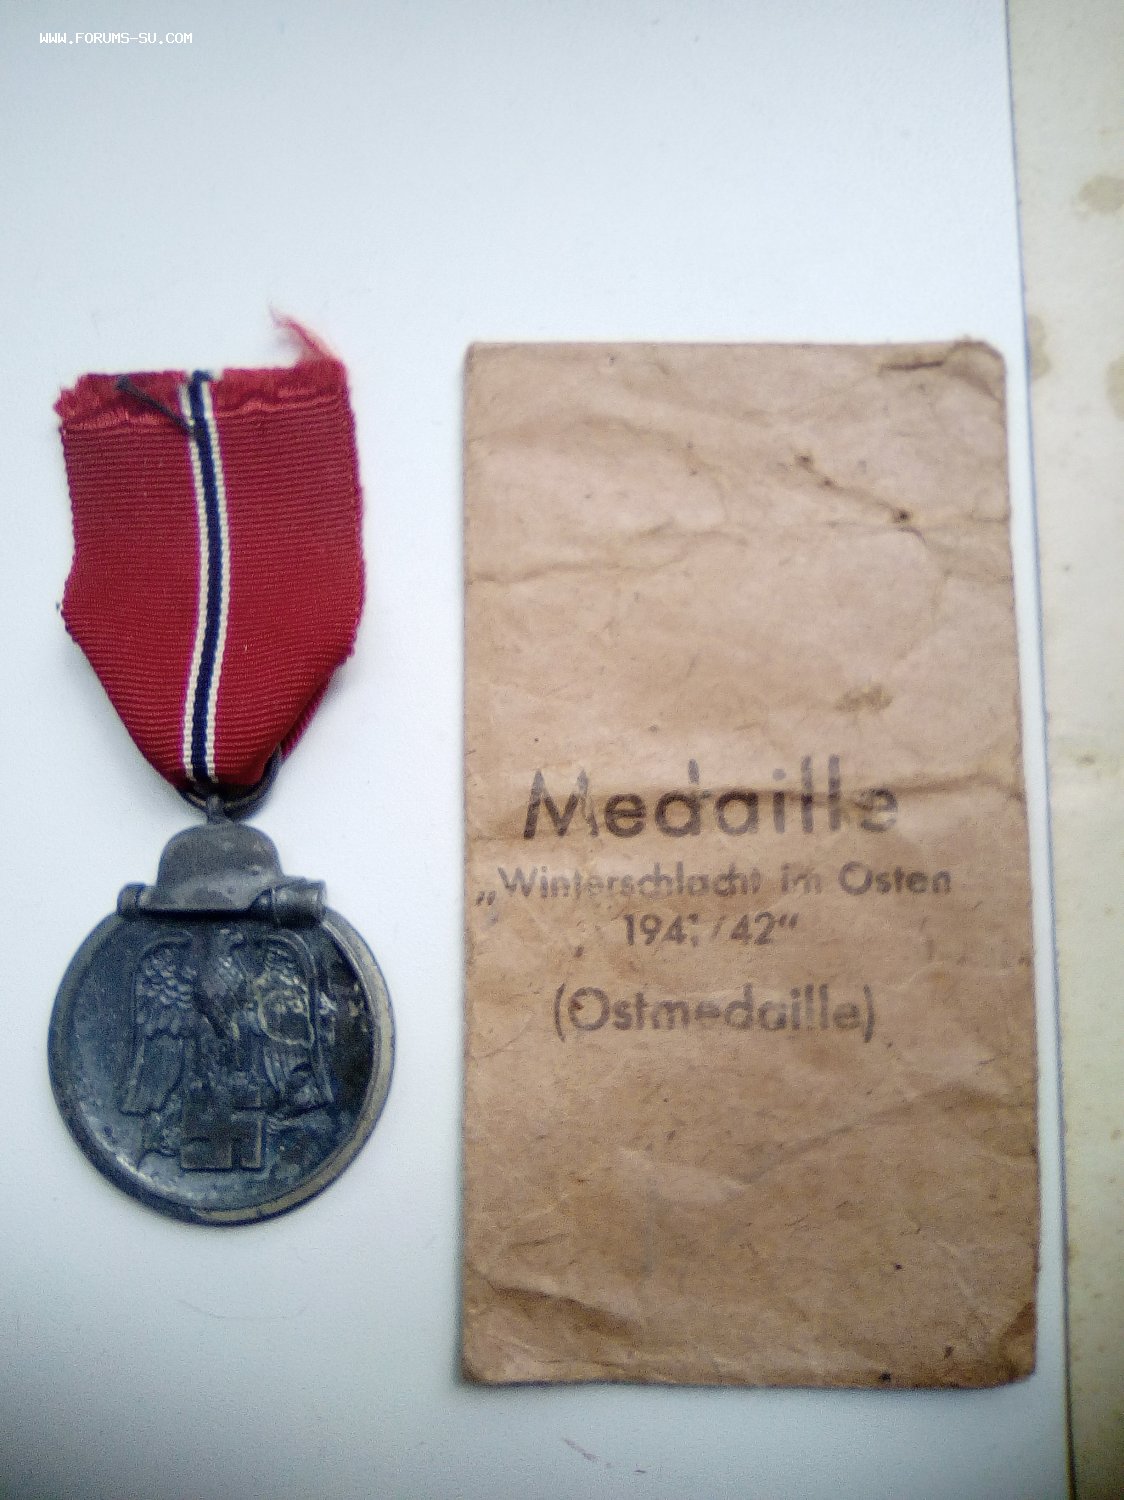 WWW.FORUMS-SU.COM
Medaille
„Winterschlacht im Osten
1941/42“
(Ostmedaille)